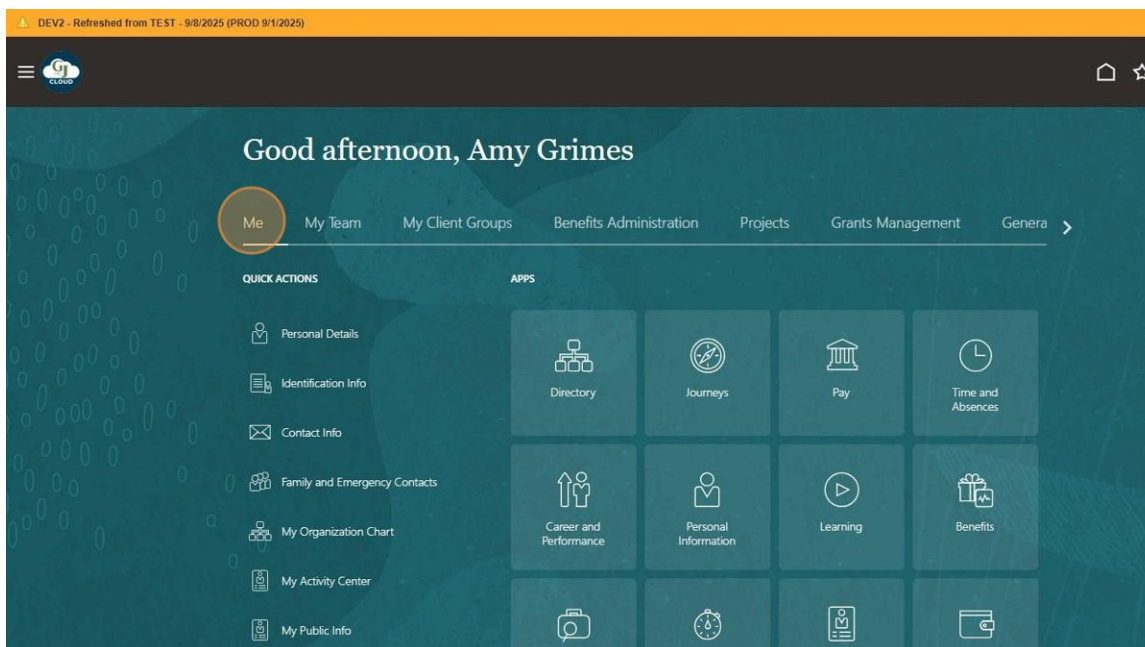 DEV2 - Refreshed from TEST - 9/8/2025 (PROD 9/1/2025)
GJ
CLOUD
Good afternoon, Amy Grimes
Me My Team My Client Groups Benefits Administration Projects Grants Management Genera
QUICK ACTIONS
APPS
Personal Details
Identification Info
Contact Info
Family and Emergency Contacts
My Organization Chart
My Activity Center
My Public Info
Directory
Journeys
Pay
Time and
Absences
Career and
Performance
Personal
Information
Learning
Benefits